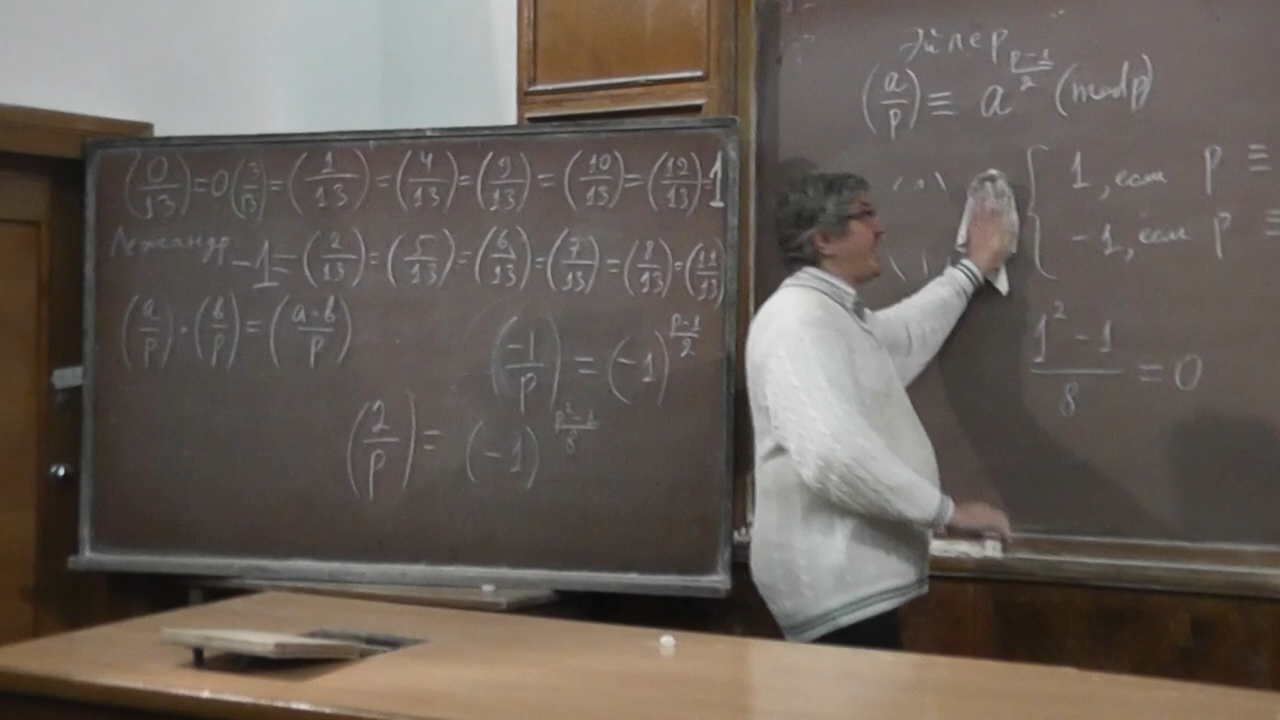 (0/13)=0 (3/13)=(1/13)=(4/13)=(9/13)=(10/13)=(12/13)=1
Лежандр -1=(2/13)=(5/13)=(6/13)=(7/13)=(8/13)=(11/13)
(a/p)·(b/p)=(a·b/p)
(-1/p)=(-1)^((p-1)/2)
(2/p)=(-1)^((p²-1)/8)
Эйлер
(a/p)≡a^((p-1)/2) (mod p)
{ 1, если p ≡
-1, если p ≡
(1²-1)/8=0